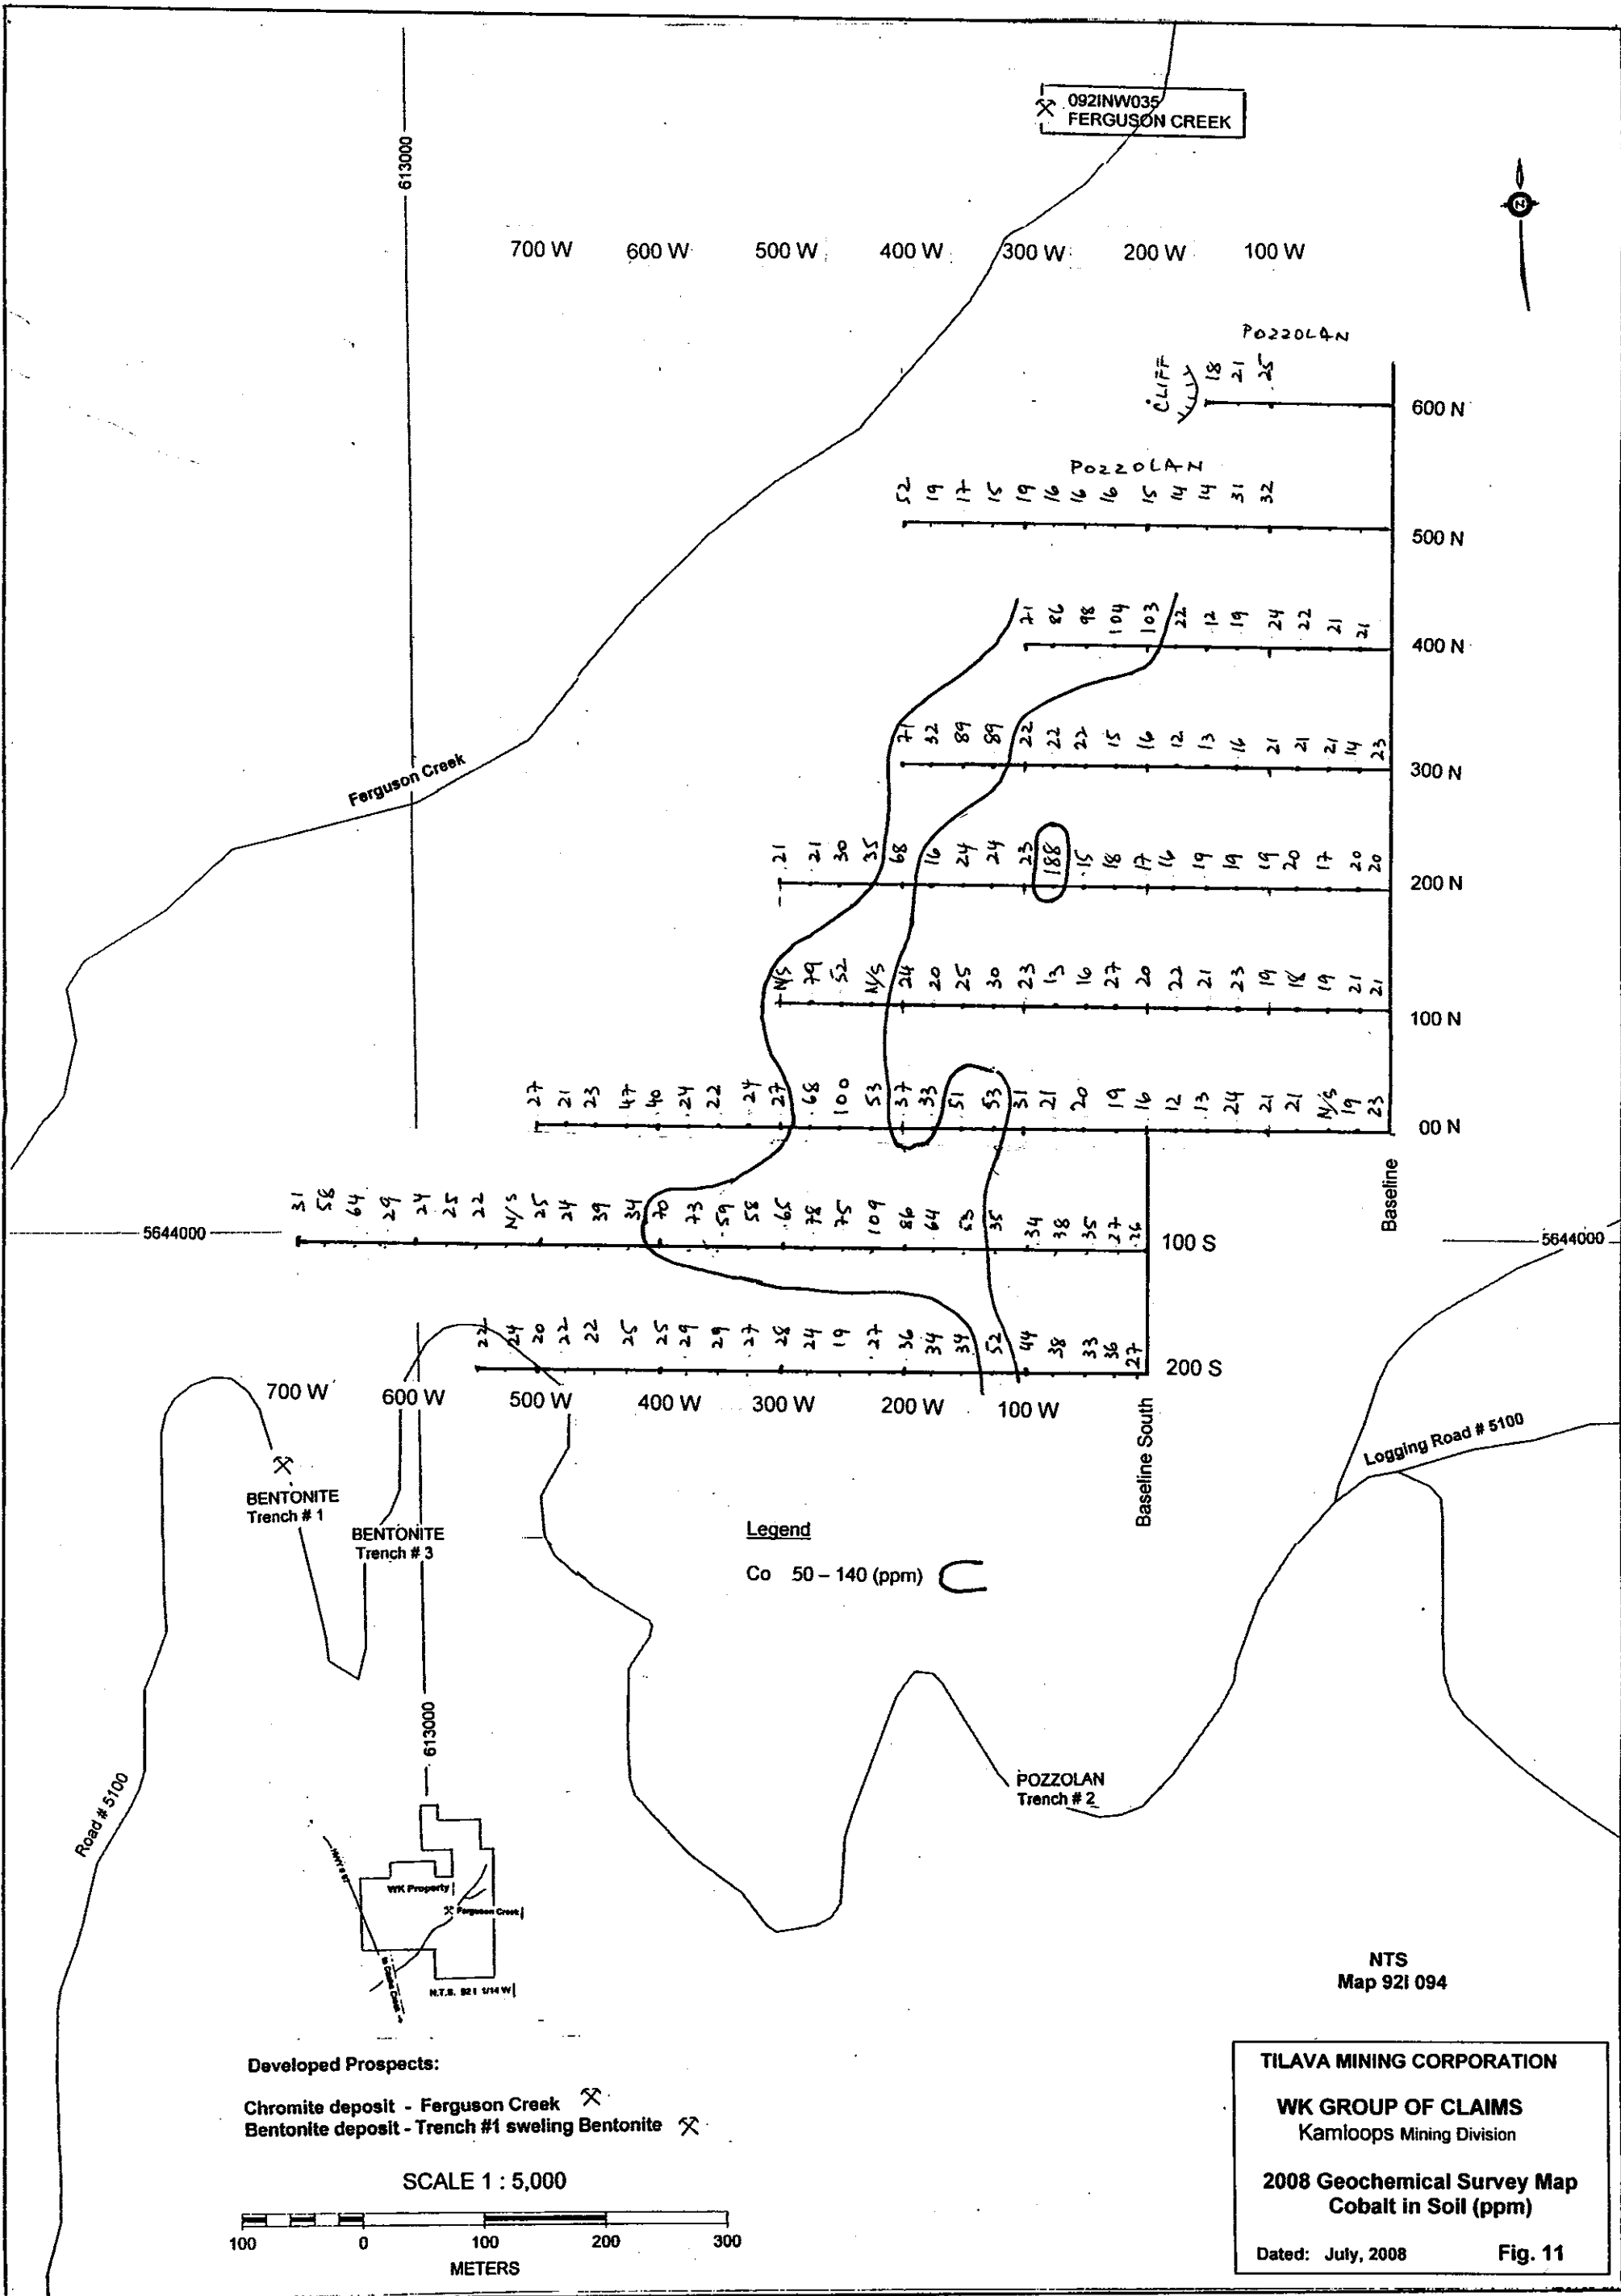 092INW035
FERGUSON CREEK
613000
N
700 W 600 W 500 W 400 W 300 W 200 W 100 W
POZZOLAN
CLIFF 18 21 25
600 N
POZZOLAN
52 19 17 15 19 16 16 16 15 14 14 31 32
500 N
71 86 98 104 103 22 12 19 24 22 21 21
400 N
71 32 89 89 22 22 22 15 16 12 13 16 21 21 21 14 23
300 N
Ferguson Creek
21 21 30 35 68 16 24 24 23 188 15 18 17 16 19 19 19 20 17 20 20
200 N
N/S 79 52 N/S 24 20 25 30 23 13 16 27 20 22 21 23 19 18 19 21 21
100 N
27 21 23 47 40 24 22 24 27 68 100 53 37 33 51 53 31 21 20 19 16 12 13 24 21 21 N/S 19 23
00 N
Baseline
31 58 64 29 24 25 22 N/S 25 24 39 34 70 73 59 58 65 78 75 109 86 64 53 35 34 38 35 27 26
5644000
100 S
5644000
22 24 20 22 22 25 25 29 29 27 28 24 19 27 36 34 34 52 44 38 33 36 27
200 S
700 W 600 W 500 W 400 W 300 W 200 W 100 W
Baseline South
Logging Road # 5100
BENTONITE
Trench # 1
BENTONITE
Trench # 3
Legend
Co 50 – 140 (ppm)
613000
POZZOLAN
Trench # 2
Road # 5100
WK Property
Ferguson Creek
NTS
Map 92I 094
Developed Prospects:
Chromite deposit - Ferguson Creek
Bentonite deposit - Trench #1 sweling Bentonite
SCALE 1 : 5,000
100 0 100 200 300
METERS
TILAVA MINING CORPORATION
WK GROUP OF CLAIMS
Kamloops Mining Division
2008 Geochemical Survey Map
Cobalt in Soil (ppm)
Dated: July, 2008 Fig. 11